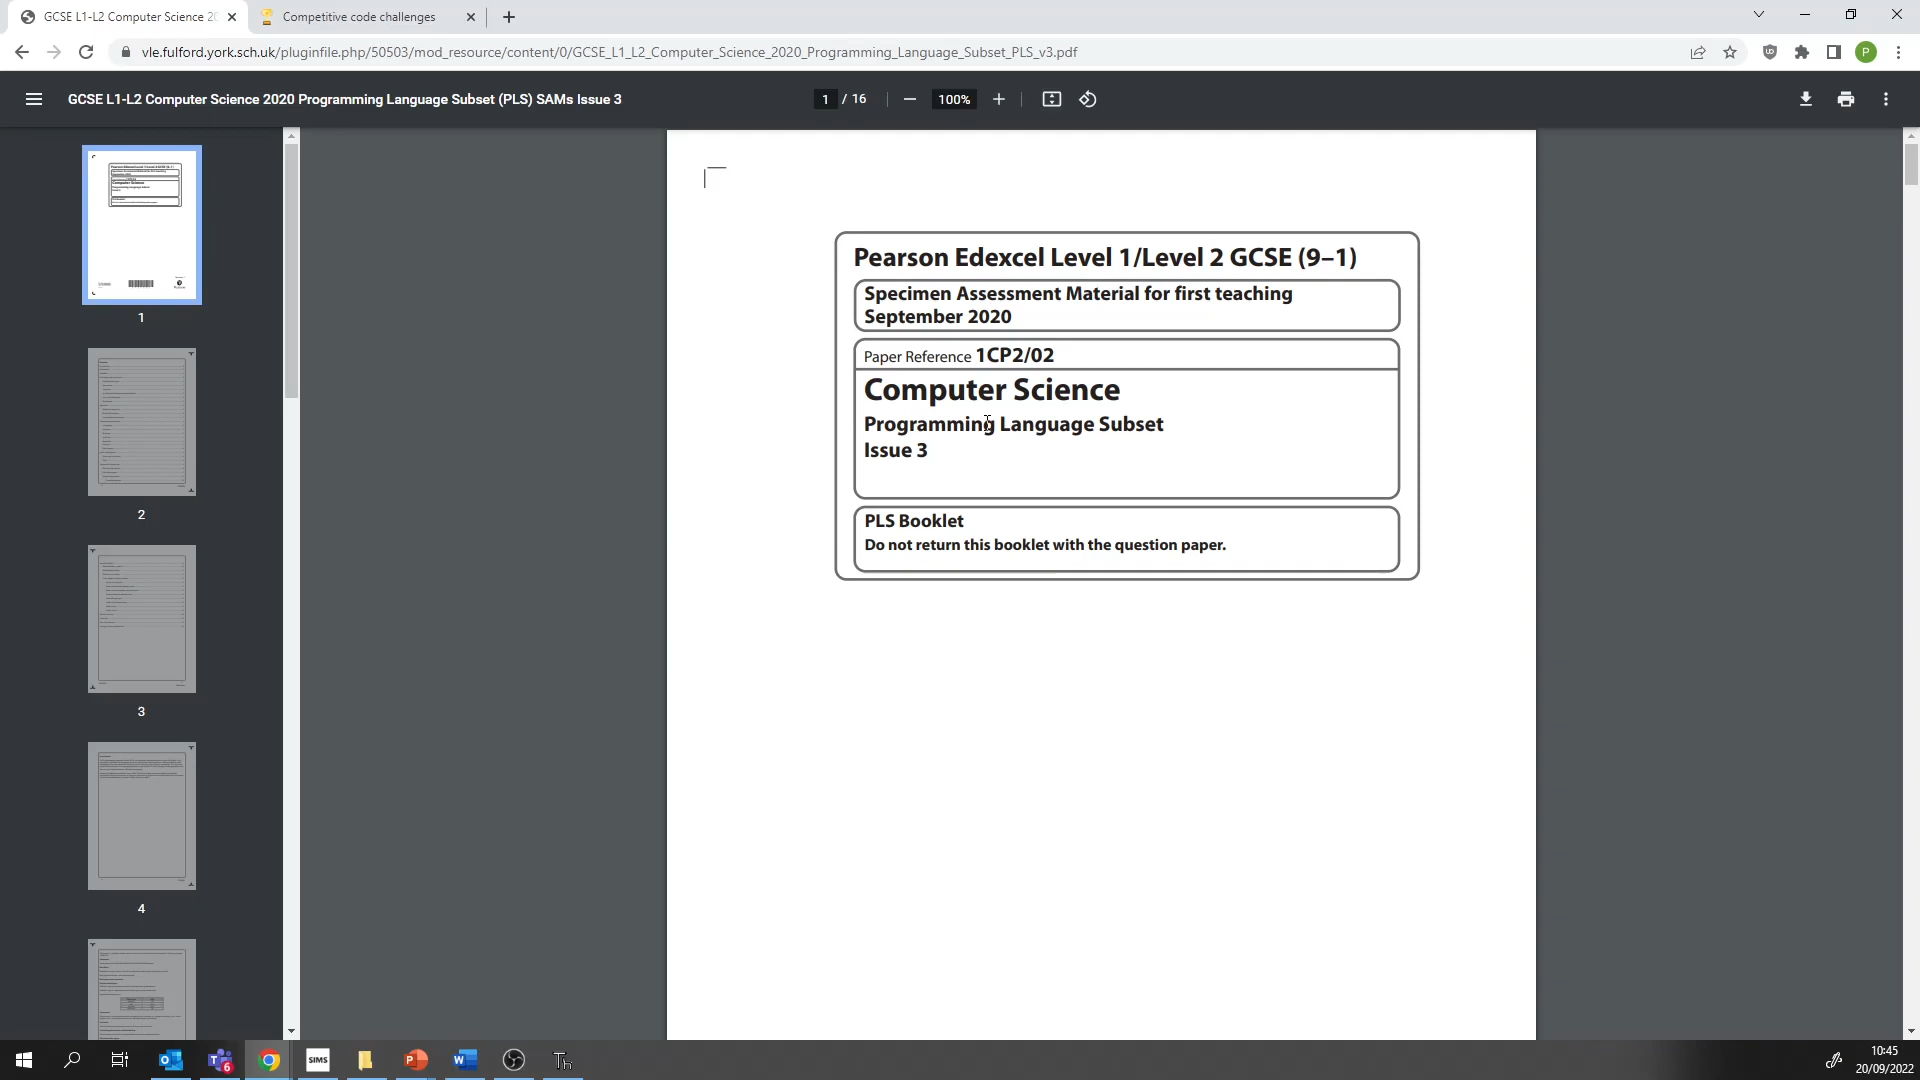 GCSE L1-L2 Computer Science 20
Competitive code challenges
vle.fulford.york.sch.uk/pluginfile.php/50503/mod_resource/content/0/GCSE_L1_L2_Computer_Science_2020_Programming_Language_Subset_PLS_v3.pdf
P
GCSE L1-L2 Computer Science 2020 Programming Language Subset (PLS) SAMs Issue 3
1 / 16
100%
1
2
3
4
Pearson Edexcel Level 1/Level 2 GCSE (9–1)
Specimen Assessment Material for first teaching
September 2020
Paper Reference 1CP2/02
Computer Science
Programming Language Subset
Issue 3
PLS Booklet
Do not return this booklet with the question paper.
SIMS
6
10:45
20/09/2022